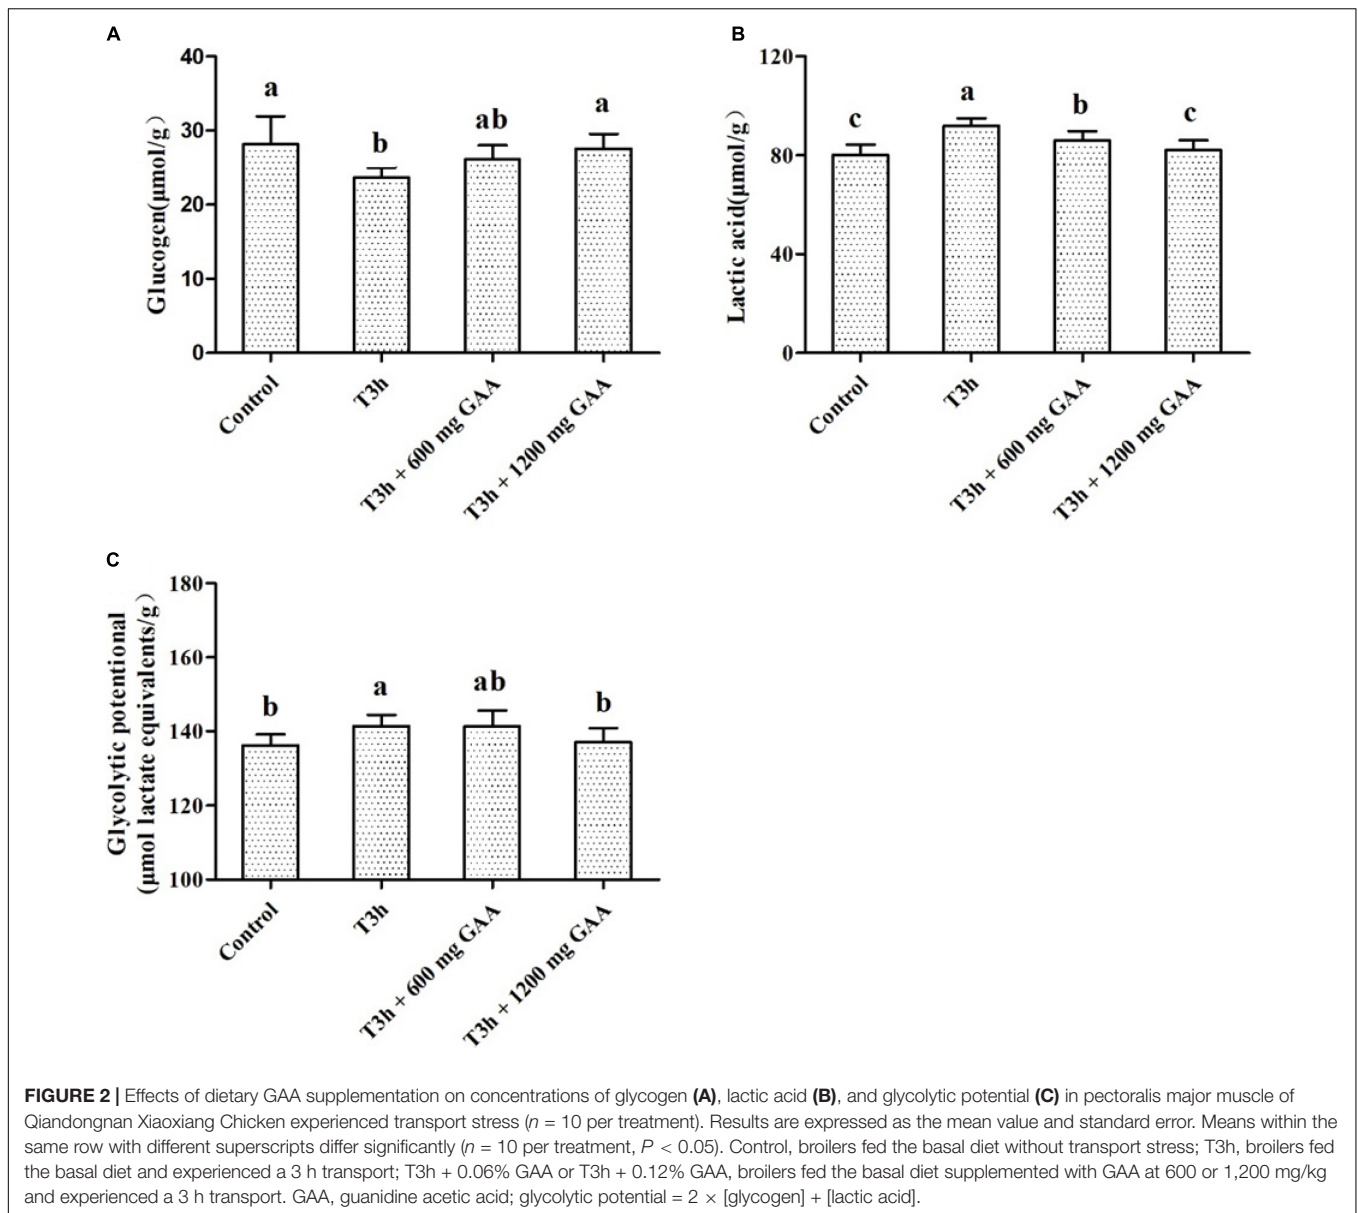 A
40
30
20
10
0
Glucogen(μmol/g)
a
b
ab
a
Control
T3h
T3h + 600 mg GAA
T3h + 1200 mg GAA
B
120
80
40
0
Lactic acid(μmol/g)
c
a
b
c
Control
T3h
T3h + 600 mg GAA
T3h + 1200 mg GAA
C
180
160
140
120
100
Glycolytic potentional
(μmol lactate equivalents/g)
b
a
ab
b
Control
T3h
T3h + 600 mg GAA
T3h + 1200 mg GAA
FIGURE 2 | Effects of dietary GAA supplementation on concentrations of glycogen (A), lactic acid (B), and glycolytic potential (C) in pectoralis major muscle of
Qiandongnan Xiaoxiang Chicken experienced transport stress (n = 10 per treatment). Results are expressed as the mean value and standard error. Means within the
same row with different superscripts differ significantly (n = 10 per treatment, P < 0.05). Control, broilers fed the basal diet without transport stress; T3h, broilers fed
the basal diet and experienced a 3 h transport; T3h + 0.06% GAA or T3h + 0.12% GAA, broilers fed the basal diet supplemented with GAA at 600 or 1,200 mg/kg
and experienced a 3 h transport. GAA, guanidine acetic acid; glycolytic potential = 2 × [glycogen] + [lactic acid].